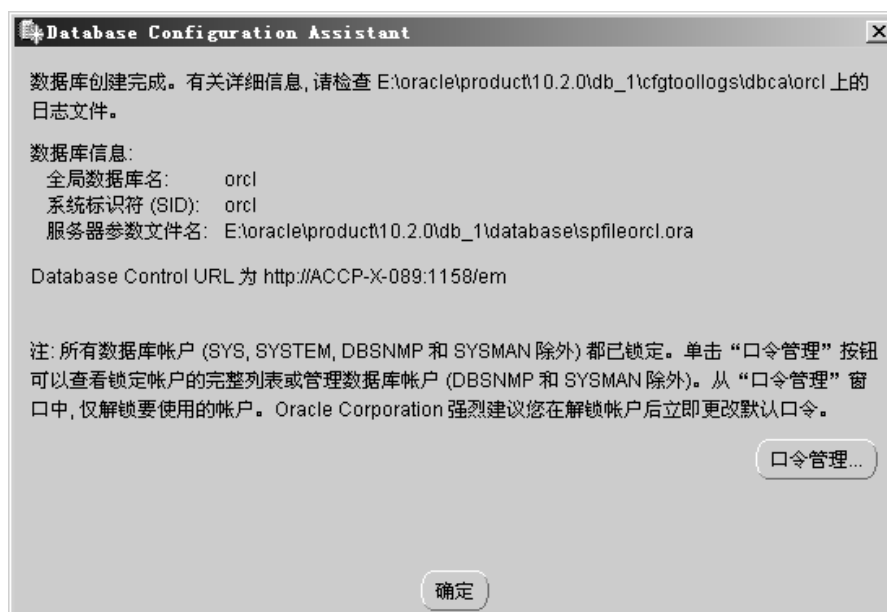 Database Configuration Assistant
数据库创建完成。有关详细信息, 请检查 E:\oracle\product\10.2.0\db_1\cfgtoollogs\dbca\orcl 上的
日志文件。
数据库信息:
全局数据库名: orcl
系统标识符 (SID): orcl
服务器参数文件名: E:\oracle\product\10.2.0\db_1\database\spfileorcl.ora
Database Control URL 为 http://ACCP-X-089:1158/em
注: 所有数据库帐户 (SYS, SYSTEM, DBSNMP 和 SYSMAN 除外) 都已锁定。单击“口令管理” 按钮
可以查看锁定帐户的完整列表或管理数据库帐户 (DBSNMP 和 SYSMAN 除外)。从“口令管理” 窗
口中, 仅解锁要使用的帐户。Oracle Corporation 强烈建议您在解锁帐户后立即更改默认口令。
口令管理...
确定